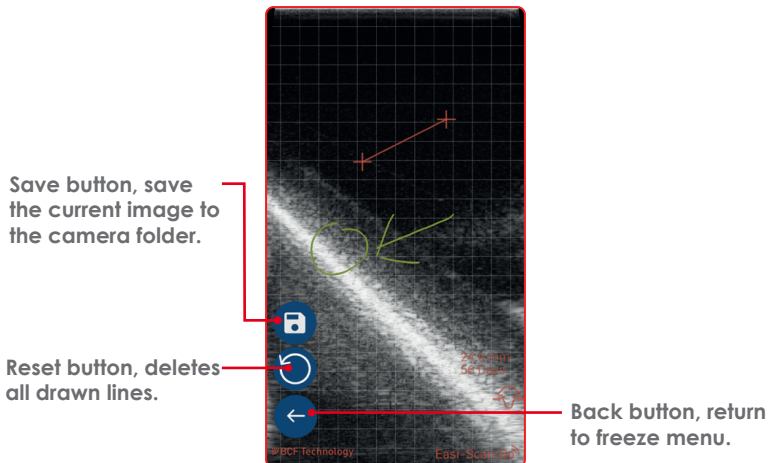 Save button, save
the current image to
the camera folder.
Reset button, deletes
all drawn lines.
Back button, return
to freeze menu.
©BCF Technology
Easi-Scan